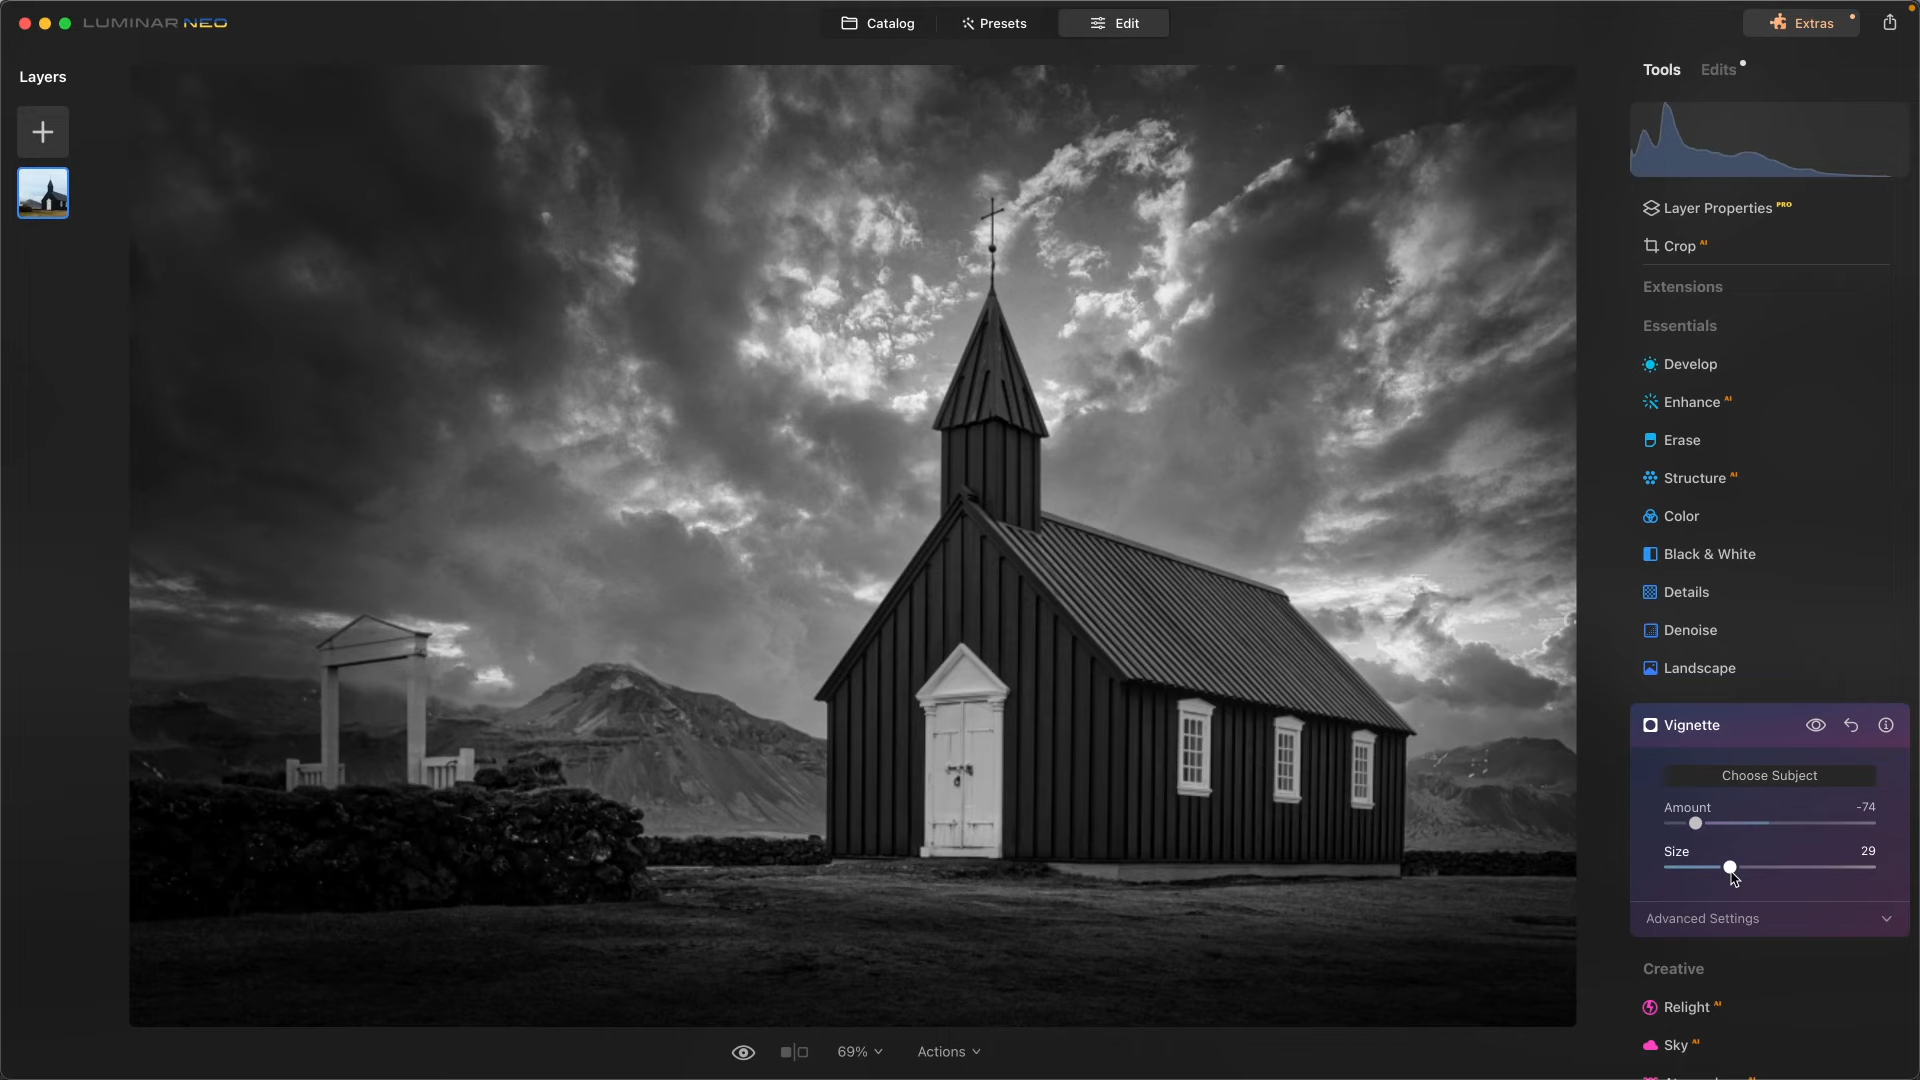 LUMINAR NEO
Catalog
Presets
Edit
Extras
Layers
Tools
Edits
Layer Properties PRO
Crop AI
Extensions
Essentials
Develop
Enhance AI
Erase
Structure AI
Color
Black & White
Details
Denoise
Landscape
Vignette
Choose Subject
Amount -74
Size 29
Advanced Settings
Creative
Relight AI
Sky AI
69%
Actions